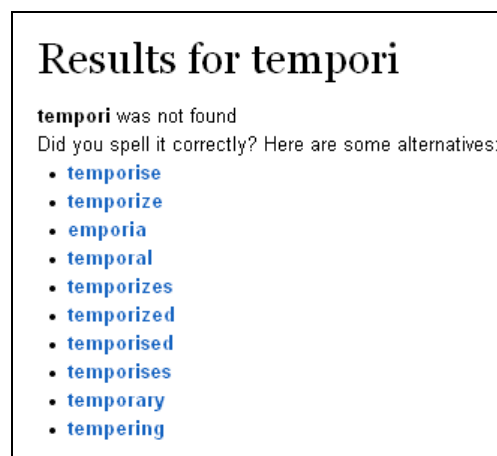 Results for tempori
tempori was not found
Did you spell it correctly? Here are some alternatives:
• temporise
• temporize
• emporia
• temporal
• temporizes
• temporized
• temporised
• temporises
• temporary
• tempering